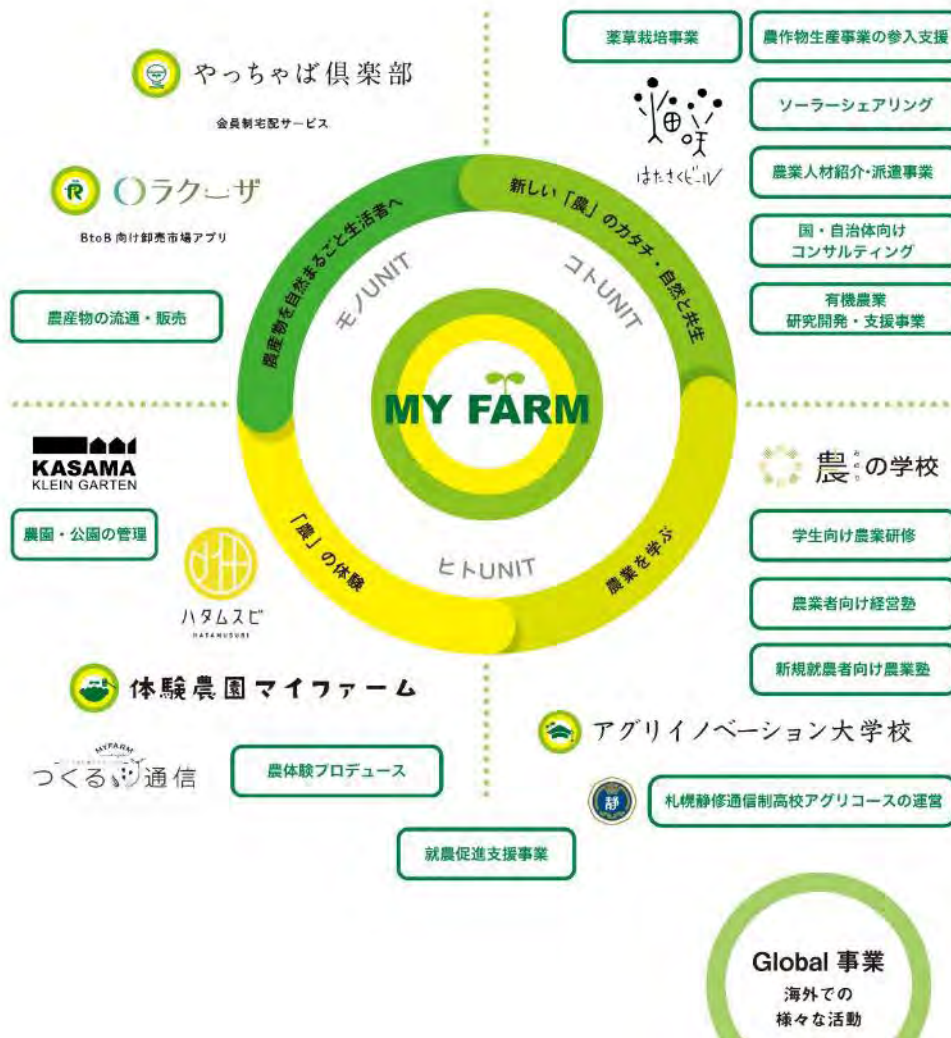 やっちゃば倶楽部
会員制宅配サービス
R
ラクーザ
BtoB 向け卸売市場アプリ
農産物の流通・販売
薬草栽培事業
農作物生産事業の参入支援
畑咲
はたさくビール
ソーラーシェアリング
農業人材紹介・派遣事業
国・自治体向け
コンサルティング
有機農業
研究開発・支援事業
農産物を自然まるごと生活者へ
新しい「農」のカタチ・自然と共生
モノUNIT
コトUNIT
MY FARM
ヒトUNIT
「農」の体験
農業を学ぶ
KASAMA
KLEIN GARTEN
農園・公園の管理
ハタムスビ
HATAMUSUBI
体験農園マイファーム
MYFARM
つくる通信
農体験プロデュース
農の学校
みのり
学生向け農業研修
農業者向け経営塾
新規就農者向け農業塾
アグリイノベーション大学校
静
札幌静修通信制高校アグリコースの運営
就農促進支援事業
Global 事業
海外での
様々な活動